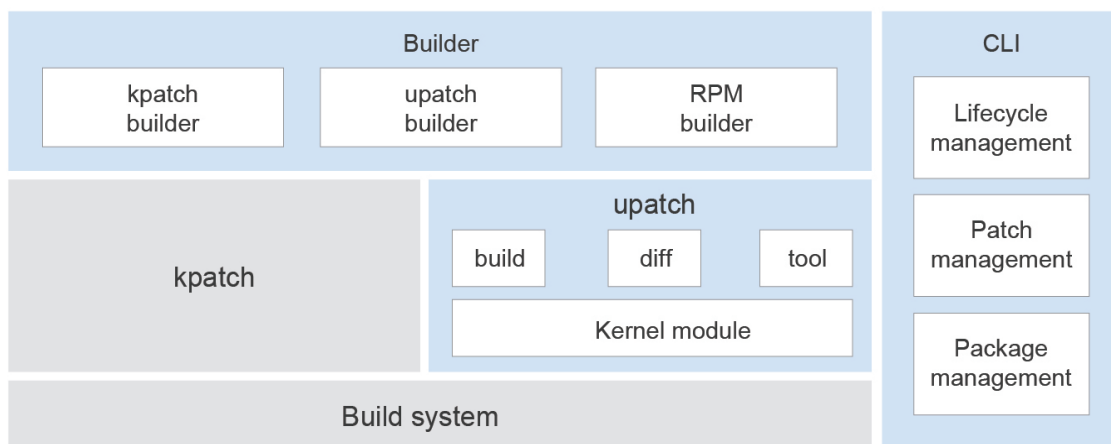 Builder
kpatch
builder
upatch
builder
RPM
builder
kpatch
upatch
build
diff
tool
Kernel module
Build system
CLI
Lifecycle
management
Patch
management
Package
management